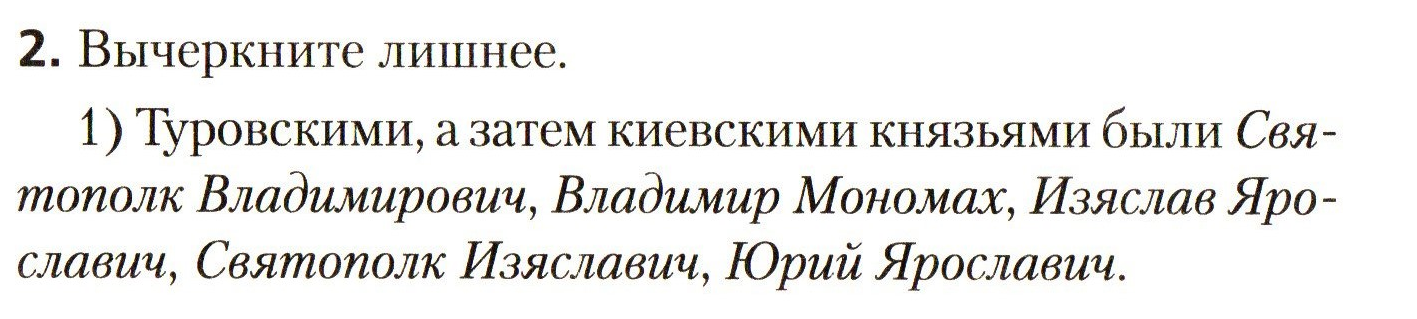 2. Вычеркните лишнее.
1) Туровскими, а затем киевскими князьями были Свя-
тополк Владимирович, Владимир Мономах, Изяслав Яро-
славич, Святополк Изяславич, Юрий Ярославич.